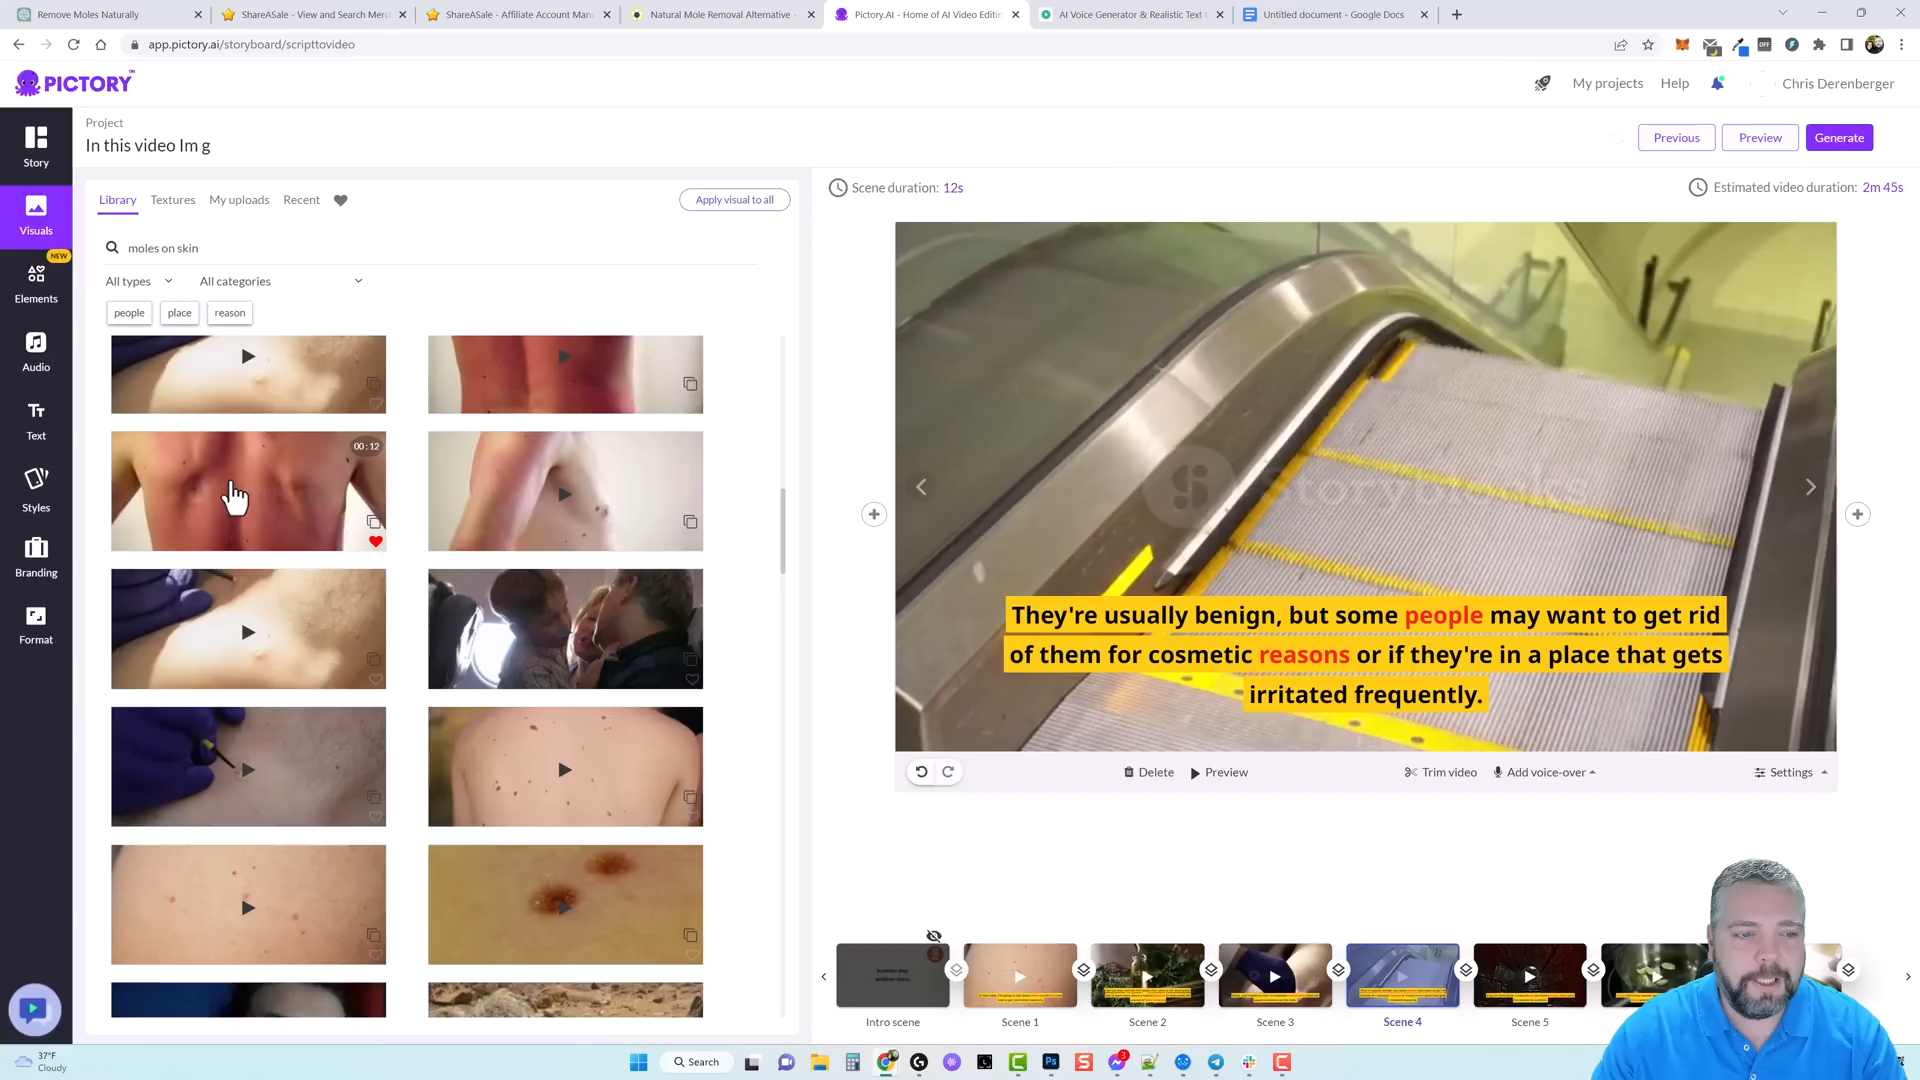 Remove Moles Naturally
ShareASale - View and Search Merc
ShareASale - Affiliate Account Man
Natural Mole Removal Alternative -
Pictory.AI - Home of AI Video Editin
AI Voice Generator & Realistic Text
Untitled document - Google Docs
app.pictory.ai/storyboard/scripttovideo
OFF
PICTORY
My projects
Help
Chris Derenberger
Project
In this video Im g
Previous
Preview
Generate
Story
Visuals
NEW
Elements
Audio
Text
Styles
Branding
Format
Library
Textures
My uploads
Recent
Apply visual to all
moles on skin
All types
All categories
people
place
reason
00:12
Scene duration: 12s
Estimated video duration: 2m 45s
They're usually benign, but some people may want to get rid
of them for cosmetic reasons or if they're in a place that gets
irritated frequently.
Delete
Preview
Trim video
Add voice-over
Settings
Intro scene
Scene 1
Scene 2
Scene 3
Scene 4
Scene 5
37°F
Cloudy
Search
3